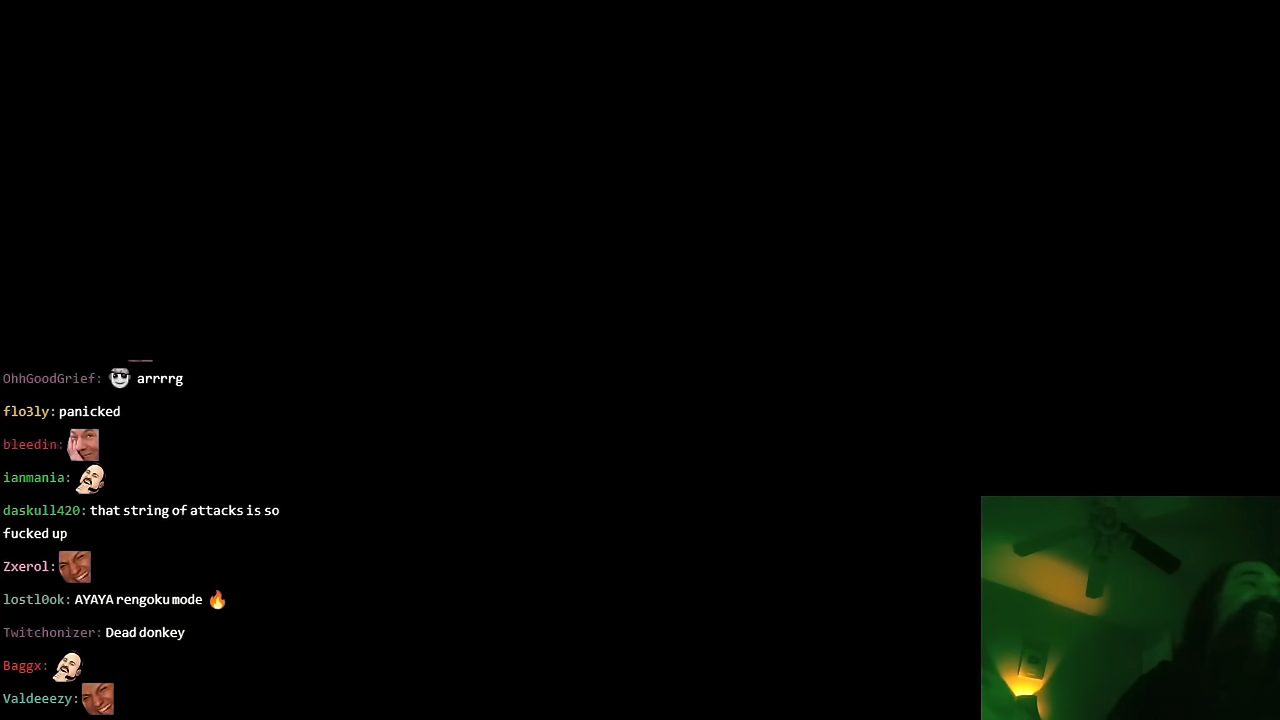 OhhGoodGrief: arrrrg
flo3ly: panicked
bleedin:
ianmania:
daskull420: that string of attacks is so
fucked up
Zxerol:
lostl0ok: AYAYA rengoku mode 🔥
Twitchonizer: Dead donkey
Baggx:
Valdeeezy: